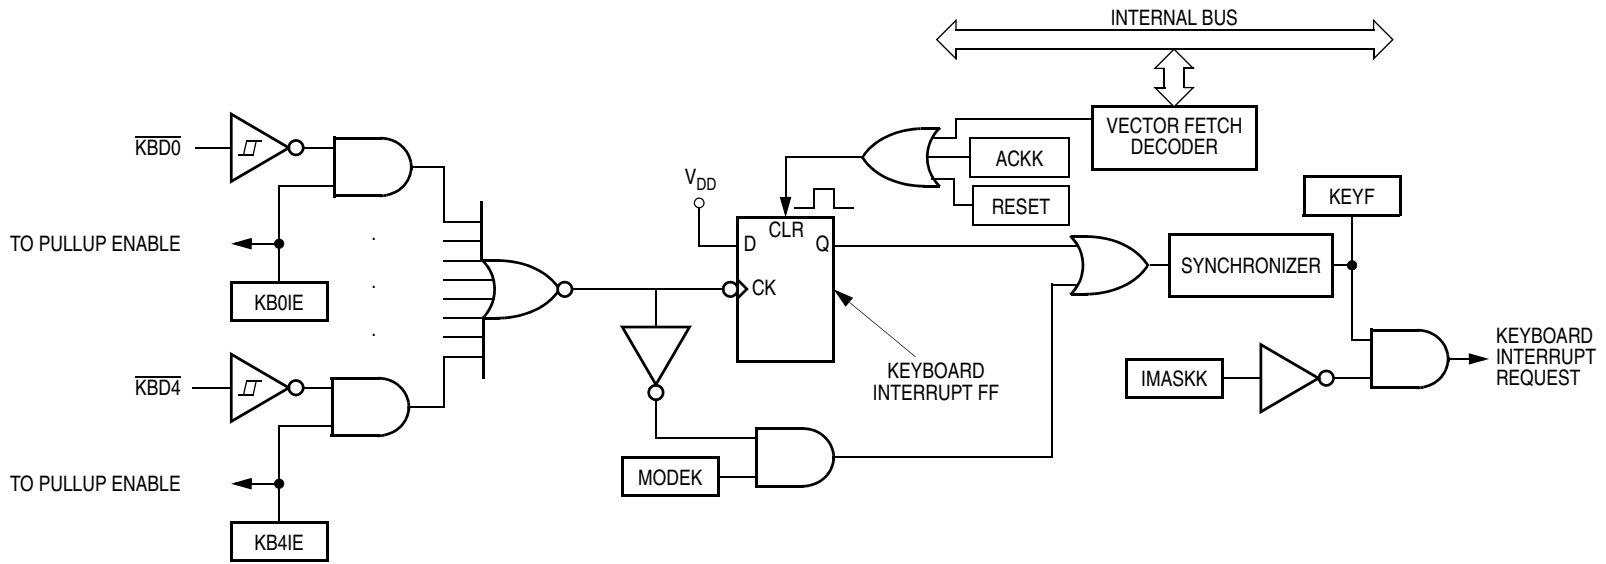 INTERNAL BUS
KBD0
TO PULLUP ENABLE
KB0IE
KBD4
TO PULLUP ENABLE
KB4IE
VDD
D
CLR
Q
CK
KEYBOARD
INTERRUPT FF
MODEK
VECTOR FETCH
DECODER
ACKK
RESET
SYNCHRONIZER
KEYF
IMASKK
KEYBOARD
INTERRUPT
REQUEST